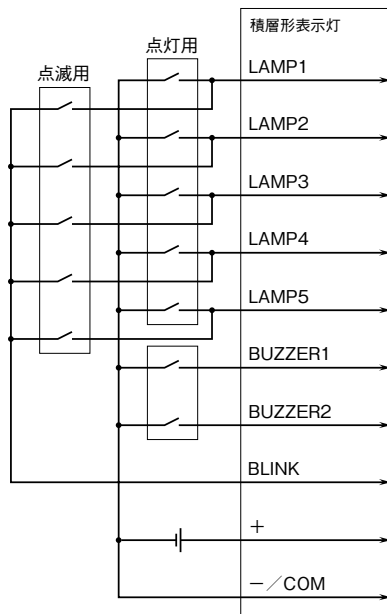 積層形表示灯
点灯用
点滅用
LAMP1
LAMP2
LAMP3
LAMP4
LAMP5
BUZZER1
BUZZER2
BLINK
＋
－／COM